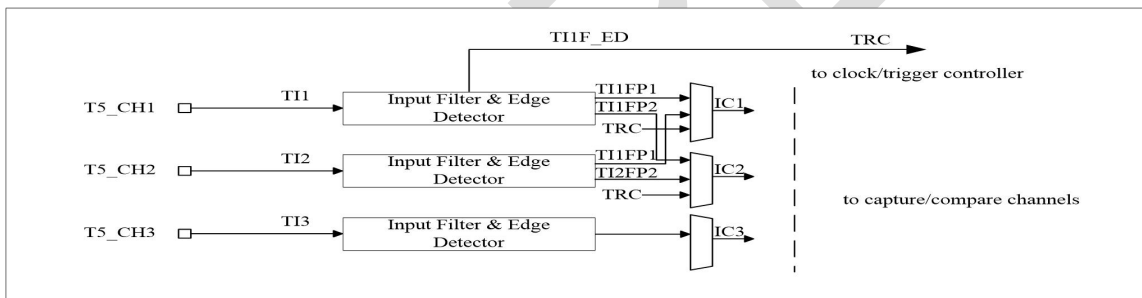 TI1F_ED
TRC
to clock/trigger controller
T5_CH1
TI1
Input Filter & Edge
Detector
TI1FP1
TI1FP2
TRC
IC1
T5_CH2
TI2
Input Filter & Edge
Detector
TI1FP1
TI2FP2
TRC
IC2
to capture/compare channels
T5_CH3
TI3
Input Filter & Edge
Detector
IC3